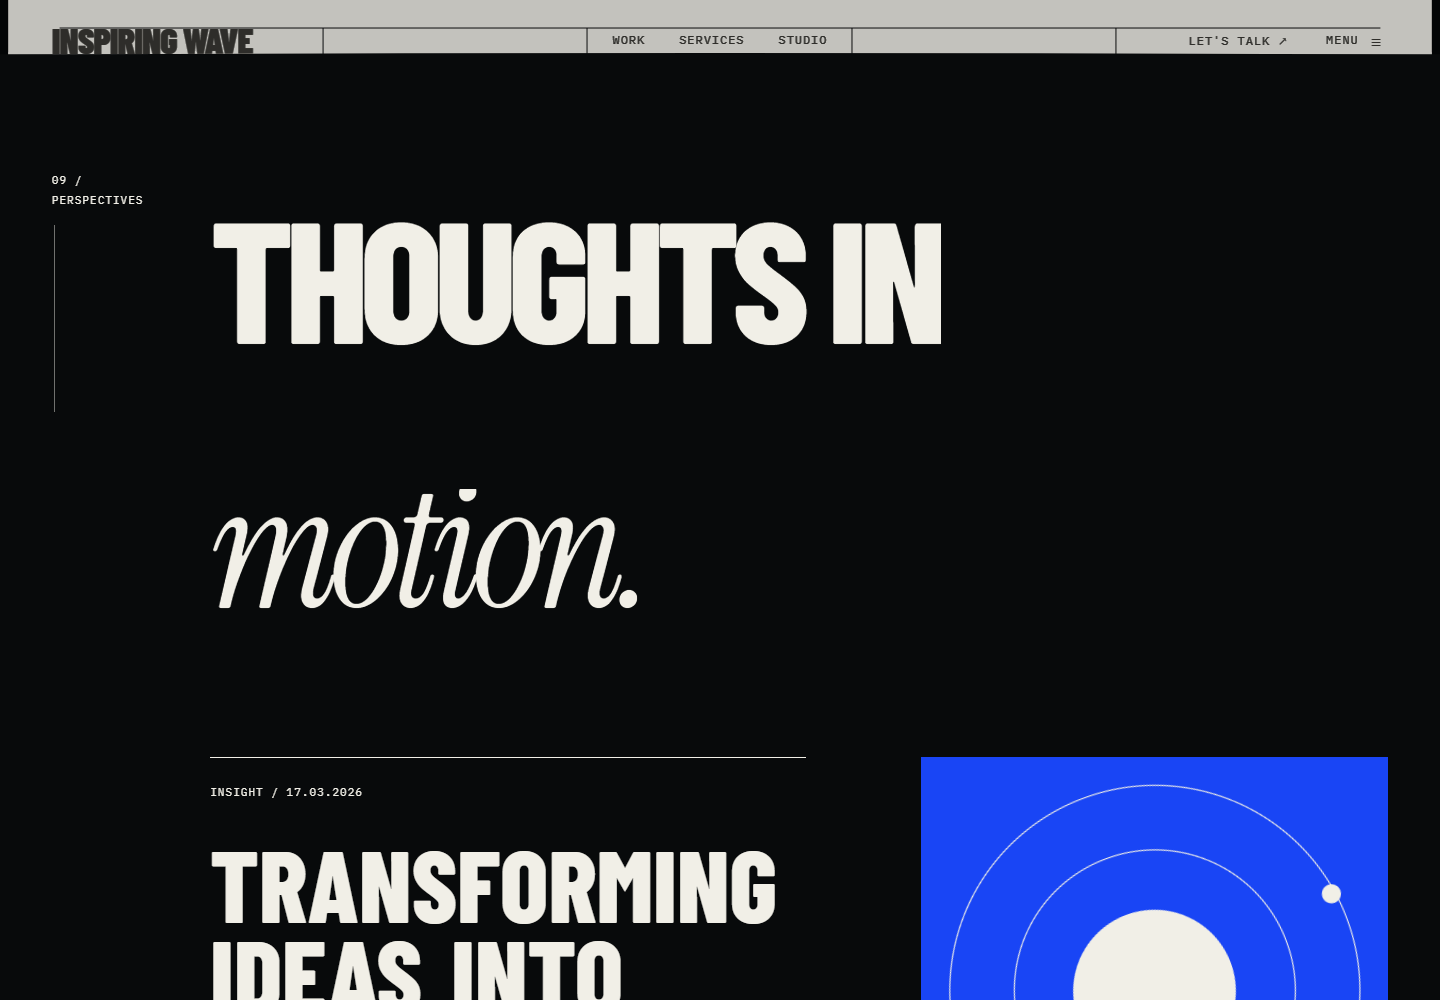 INSPIRING WAVE
WORK SERVICES STUDIO
LET'S TALK ↗ MENU ☰
09 /
PERSPECTIVES
THOUGHTS IN
motion.
INSIGHT / 17.03.2026
TRANSFORMING
IDEAS INTO